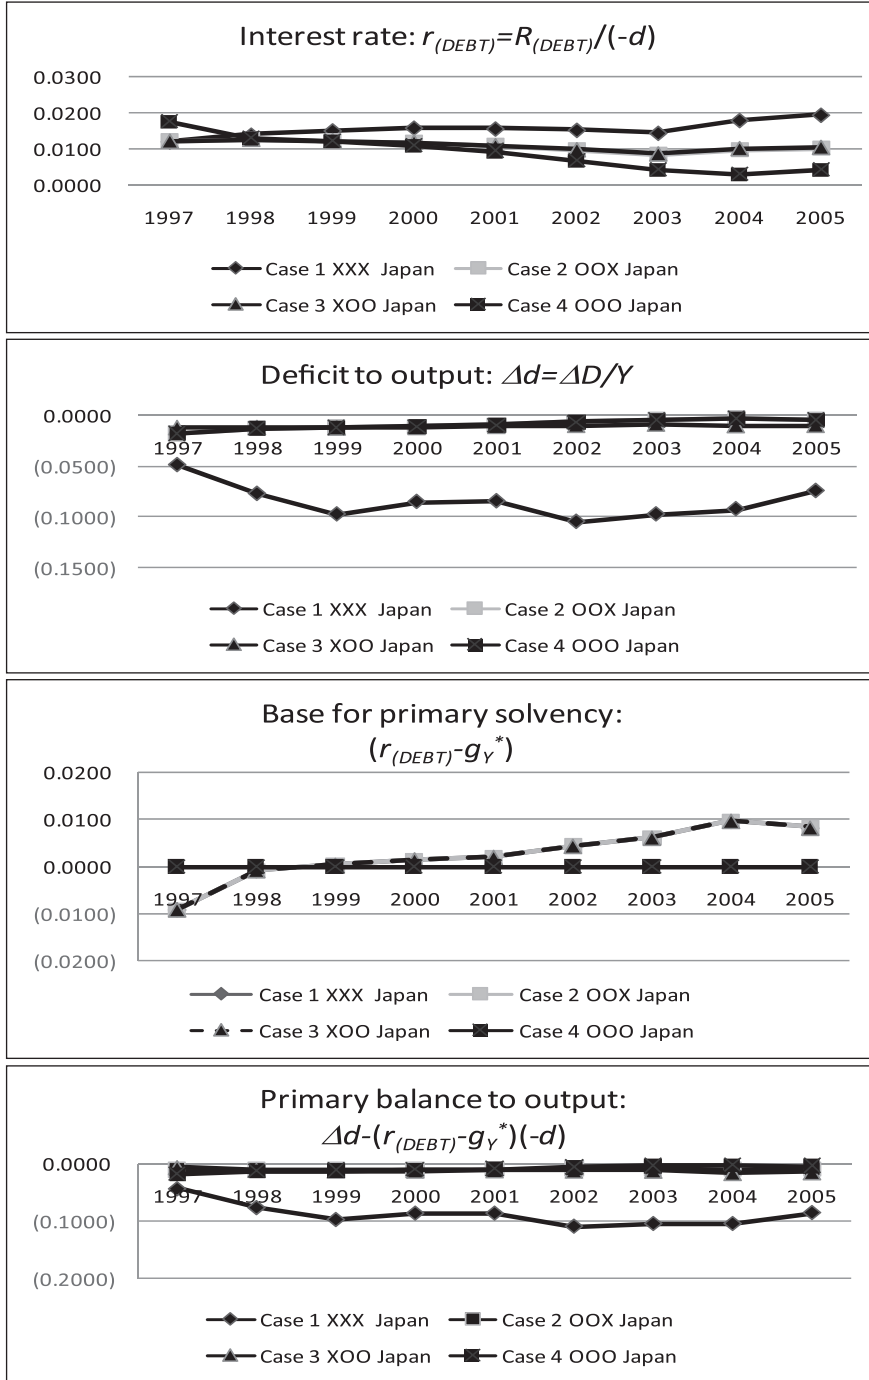 Interest rate: r(DEBT)=R(DEBT)/(-d)
0.0300
0.0200
0.0100
0.0000
1997 1998 1999 2000 2001 2002 2003 2004 2005
Case 1 XXX Japan Case 2 OOX Japan
Case 3 XOO Japan Case 4 OOO Japan
Deficit to output: Δd=ΔD/Y
0.0000
1997 1998 1999 2000 2001 2002 2003 2004 2005
(0.0500)
(0.1000)
(0.1500)
Case 1 XXX Japan Case 2 OOX Japan
Case 3 XOO Japan Case 4 OOO Japan
Base for primary solvency:
(r(DEBT)-gY*)
0.0200
0.0100
0.0000
1997 1998 1999 2000 2001 2002 2003 2004 2005
(0.0100)
(0.0200)
Case 1 XXX Japan Case 2 OOX Japan
Case 3 XOO Japan Case 4 OOO Japan
Primary balance to output:
Δd-(r(DEBT)-gY*)(-d)
0.0000
1997 1998 1999 2000 2001 2002 2003 2004 2005
(0.1000)
(0.2000)
Case 1 XXX Japan Case 2 OOX Japan
Case 3 XOO Japan Case 4 OOO Japan